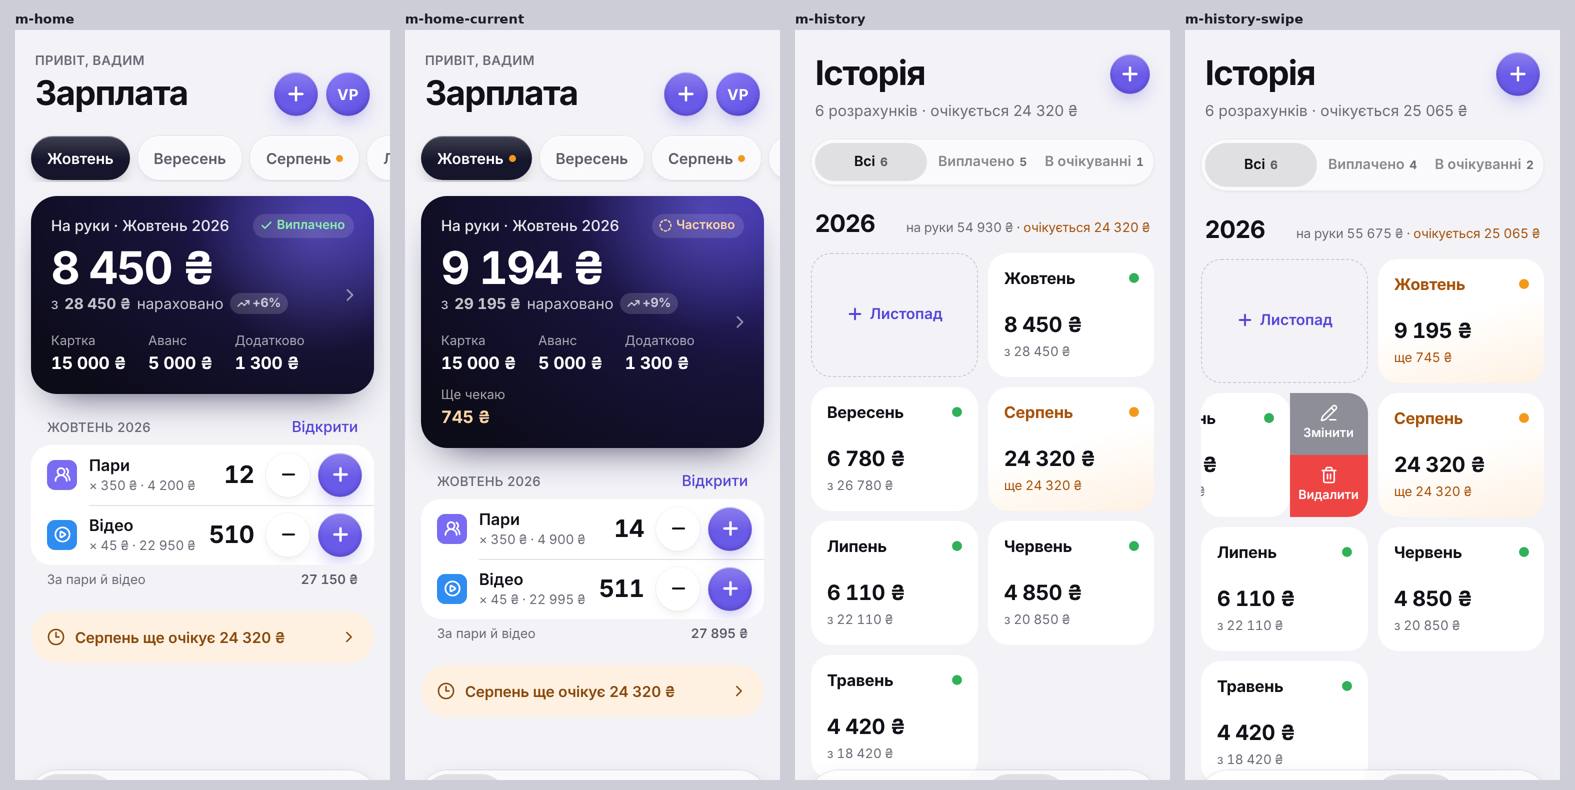 m-home
ПРИВІТ, ВАДИМ
Зарплата
VP
Жовтень
Вересень
Серпень
На руки · Жовтень 2026
Виплачено
8 450 ₴
з 28 450 ₴ нараховано
+6%
Картка
Аванс
Додатково
15 000 ₴
5 000 ₴
1 300 ₴
ЖОВТЕНЬ 2026
Відкрити
Пари
× 350 ₴ · 4 200 ₴
12
Відео
× 45 ₴ · 22 950 ₴
510
За пари й відео
27 150 ₴
Серпень ще очікує 24 320 ₴
m-home-current
ПРИВІТ, ВАДИМ
Зарплата
VP
Жовтень
Вересень
Серпень
На руки · Жовтень 2026
Частково
9 194 ₴
з 29 195 ₴ нараховано
+9%
Картка
Аванс
Додатково
15 000 ₴
5 000 ₴
1 300 ₴
Ще чекаю
745 ₴
ЖОВТЕНЬ 2026
Відкрити
Пари
× 350 ₴ · 4 900 ₴
14
Відео
× 45 ₴ · 22 995 ₴
511
За пари й відео
27 895 ₴
Серпень ще очікує 24 320 ₴
m-history
Історія
6 розрахунків · очікується 24 320 ₴
Всі 6
Виплачено 5
В очікуванні 1
2026
на руки 54 930 ₴ · очікується 24 320 ₴
+ Листопад
Жовтень
8 450 ₴
з 28 450 ₴
Вересень
6 780 ₴
з 26 780 ₴
Серпень
24 320 ₴
ще 24 320 ₴
Липень
6 110 ₴
з 22 110 ₴
Червень
4 850 ₴
з 20 850 ₴
Травень
4 420 ₴
з 18 420 ₴
m-history-swipe
Історія
6 розрахунків · очікується 25 065 ₴
Всі 6
Виплачено 4
В очікуванні 2
2026
на руки 55 675 ₴ · очікується 25 065 ₴
+ Листопад
Жовтень
9 195 ₴
ще 745 ₴
нь
₴
₴
Змінити
Видалити
Серпень
24 320 ₴
ще 24 320 ₴
Липень
6 110 ₴
з 22 110 ₴
Червень
4 850 ₴
з 20 850 ₴
Травень
4 420 ₴
з 18 420 ₴